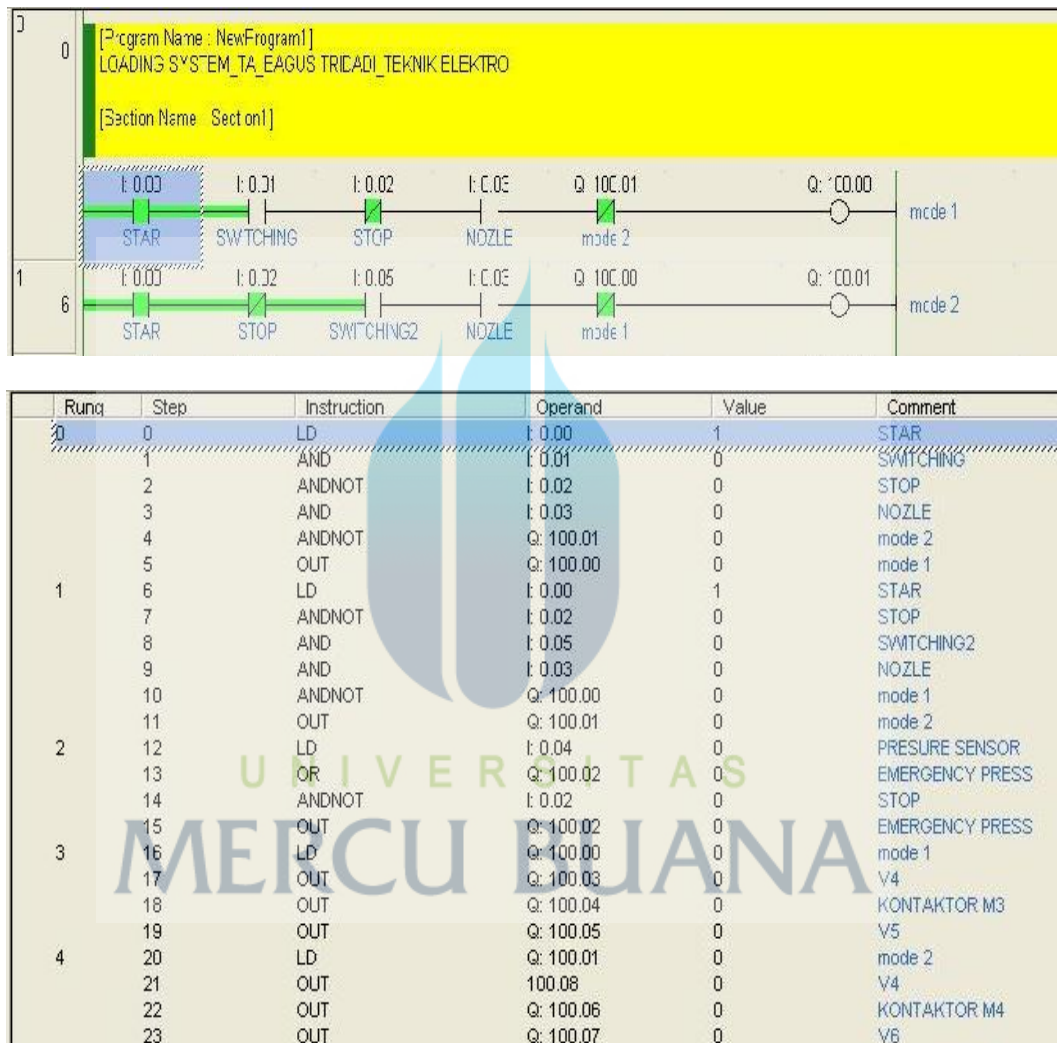 0
0
[Program Name : NewProgram1]
LOADING SYSTEM_TA_EAGUS TRIDADI_TEKNIK ELEKTRO
[Section Name : Section1]
I: 0.00 I: 0.01 I: 0.02 I: 0.03 Q: 100.01 Q: 100.00
mode 1
STAR SWITCHING STOP NOZLE mode 2
1
6
I: 0.00 I: 0.02 I: 0.05 I: 0.03 Q: 100.00 Q: 100.01
mode 2
STAR STOP SWITCHING2 NOZLE mode 1
Rung Step Instruction Operand Value Comment
0 0 LD I: 0.00 1 STAR
1 AND I: 0.01 0 SWITCHING
2 ANDNOT I: 0.02 0 STOP
3 AND I: 0.03 0 NOZLE
4 ANDNOT Q: 100.01 0 mode 2
5 OUT Q: 100.00 0 mode 1
1 6 LD I: 0.00 1 STAR
7 ANDNOT I: 0.02 0 STOP
8 AND I: 0.05 0 SWITCHING2
9 AND I: 0.03 0 NOZLE
10 ANDNOT Q: 100.00 0 mode 1
11 OUT Q: 100.01 0 mode 2
2 12 LD I: 0.04 0 PRESURE SENSOR
13 OR Q: 100.02 0 EMERGENCY PRESS
14 ANDNOT I: 0.02 0 STOP
15 OUT Q: 100.02 0 EMERGENCY PRESS
3 16 LD Q: 100.00 0 mode 1
17 OUT Q: 100.03 0 V4
18 OUT Q: 100.04 0 KONTAKTOR M3
19 OUT Q: 100.05 0 V5
4 20 LD Q: 100.01 0 mode 2
21 OUT 100.08 0 V4
22 OUT Q: 100.06 0 KONTAKTOR M4
23 OUT Q: 100.07 0 V6
UNIVERSITAS
MERCU BUANA